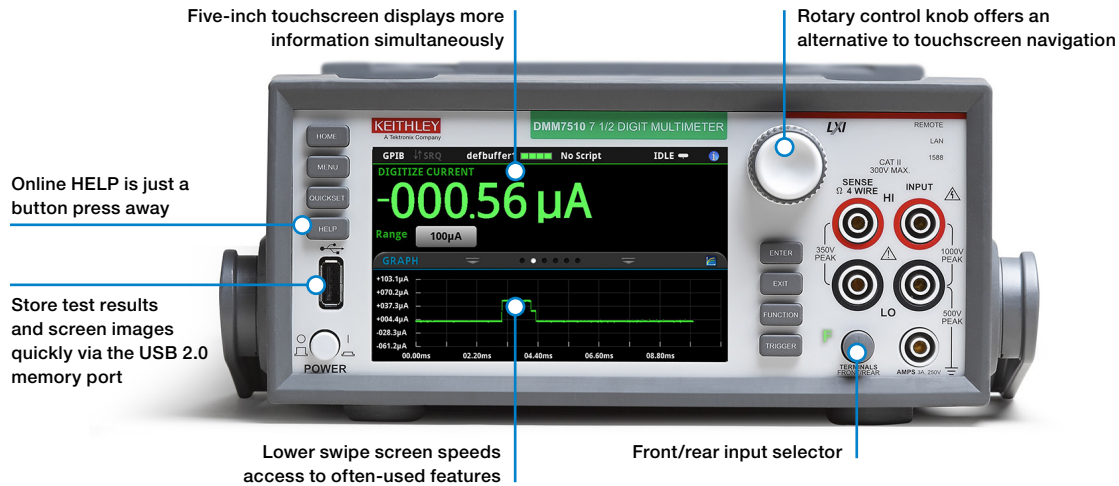 Five-inch touchscreen displays more
information simultaneously
Rotary control knob offers an
alternative to touchscreen navigation
Online HELP is just a
button press away
Store test results
and screen images
quickly via the USB 2.0
memory port
HOME
MENU
QUICKSET
HELP
POWER
KEITHLEY
A Tektronix Company
DMM7510 7 1/2 DIGIT MULTIMETER
GPIB SRQ defbuffer1 No Script IDLE
DIGITIZE CURRENT
-000.56 µA
Range 100µA
GRAPH
+103.1µA
+70.2µA
+37.3µA
+04.4µA
-28.3µA
-61.2µA
00.00ms 02.20ms 04.40ms 06.60ms 08.80ms
ENTER
EXIT
FUNCTION
TRIGGER
LXI
REMOTE
LAN
1588
CAT II
300V MAX.
SENSE
Ω 4 WIRE
INPUT
HI
350V
PEAK
1000V
PEAK
LO
500V
PEAK
F
TERMINALS
FRONT/REAR
AMPS 3A, 250V
Lower swipe screen speeds
access to often-used features
Front/rear input selector